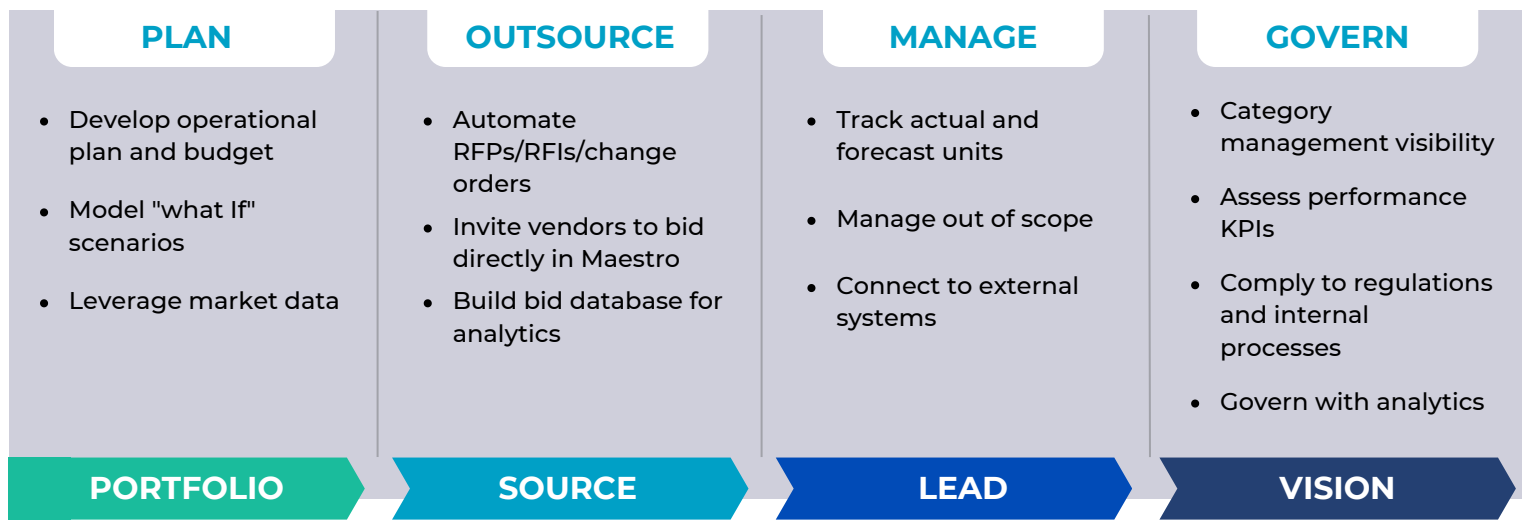 PLAN
Develop operational
plan and budget
Model "what If"
scenarios
Leverage market data
PORTFOLIO
OUTSOURCE
Automate
RFPs/RFIs/change
orders
Invite vendors to bid
directly in Maestro
Build bid database for
analytics
SOURCE
MANAGE
Track actual and
forecast units
Manage out of scope
Connect to external
systems
LEAD
GOVERN
Category
management visibility
Assess performance
KPIs
Comply to regulations
and internal
processes
Govern with analytics
VISION